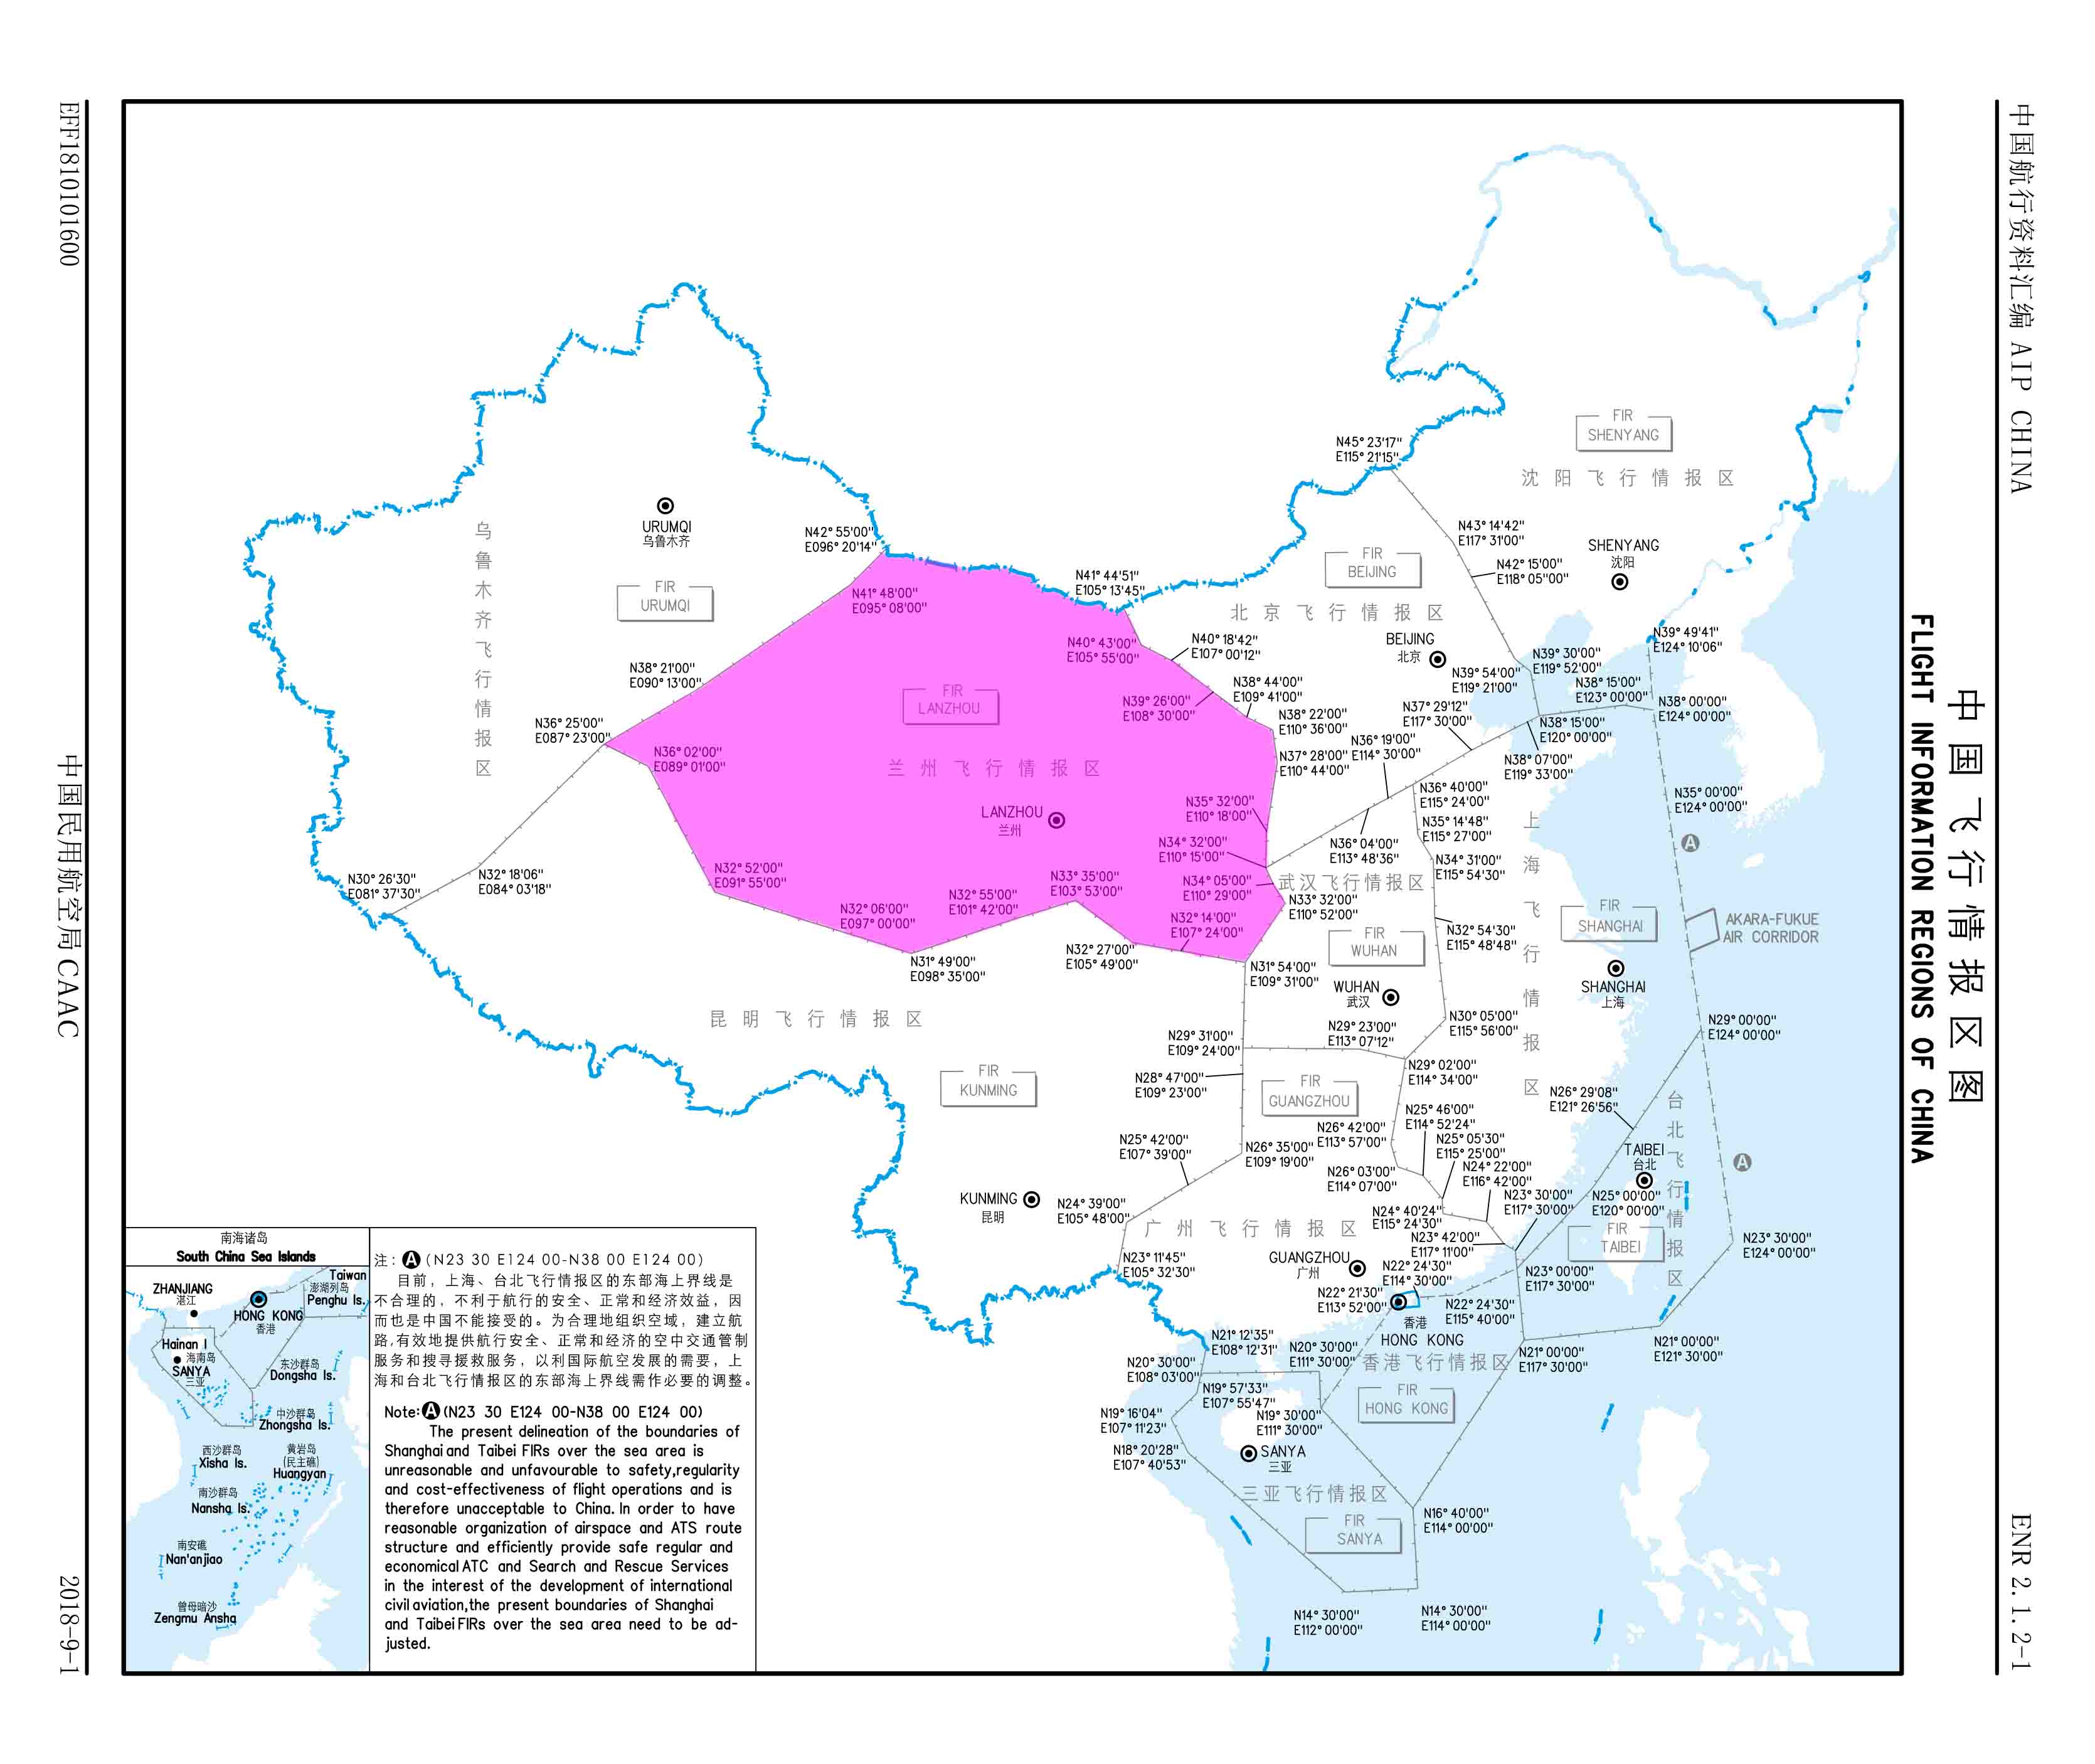 中国航行资料汇编 AIP CHINA
ENR 2.1.2-1
中国飞行情报区图
FLIGHT INFORMATION REGIONS OF CHINA
EFF1810101600
中国民用航空局CAAC
2018-9-1
N45° 23'17"
E115° 21'15"
FIR
SHENYANG
沈阳飞行情报区
N43° 14'42"
E117° 31'00"
N42° 15'00"
E118° 05'00"
SHENYANG
沈阳
URUMQI
乌鲁木齐
乌鲁木齐飞行情报区
FIR
URUMQI
N42° 55'00"
E096° 20'14"
N41° 48'00"
E095° 08'00"
N41° 44'51"
E105° 13'45"
FIR
BEIJING
北京飞行情报区
BEIJING
北京
N40° 43'00"
E105° 55'00"
N40° 18'42"
E107° 00'12"
N39° 49'41"
E124° 10'06"
N39° 30'00"
E119° 52'00"
N39° 54'00"
E119° 21'00"
N38° 15'00"
E123° 00'00"
N38° 00'00"
E124° 00'00"
N38° 21'00"
E090° 13'00"
FIR
LANZHOU
兰州飞行情报区
LANZHOU
兰州
N39° 26'00"
E108° 30'00"
N38° 44'00"
E109° 41'00"
N38° 22'00"
E110° 36'00"
N37° 29'12"
E117° 30'00"
N38° 15'00"
E120° 00'00"
N38° 07'00"
E119° 33'00"
N36° 25'00"
E087° 23'00"
N36° 02'00"
E089° 01'00"
N37° 28'00"
E110° 44'00"
N36° 19'00"
E114° 30'00"
N36° 40'00"
E115° 24'00"
N35° 00'00"
E124° 00'00"
N35° 32'00"
E110° 18'00"
N35° 14'48"
E115° 27'00"
N34° 32'00"
E110° 15'00"
N36° 04'00"
E113° 48'36"
N34° 31'00"
E115° 54'30"
上海飞行情报区
A
N30° 26'30"
E081° 37'30"
N32° 18'06"
E084° 03'18"
N32° 52'00"
E091° 55'00"
N32° 06'00"
E097° 00'00"
N32° 55'00"
E101° 42'00"
N33° 35'00"
E103° 53'00"
N34° 05'00"
E110° 29'00"
武汉飞行情报区
N33° 32'00"
E110° 52'00"
N32° 14'00"
E107° 24'00"
N32° 27'00"
E105° 49'00"
N31° 49'00"
E098° 35'00"
N31° 54'00"
E109° 31'00"
FIR
WUHAN
WUHAN
武汉
N32° 54'30"
E115° 48'48"
FIR
SHANGHAI
AKARA-FUKUE
AIR CORRIDOR
SHANGHAI
上海
昆明飞行情报区
FIR
KUNMING
N30° 05'00"
E115° 56'00"
N29° 31'00"
E109° 24'00"
N29° 23'00"
E113° 07'12"
N29° 00'00"
E124° 00'00"
N29° 02'00"
E114° 34'00"
N28° 47'00"
E109° 23'00"
FIR
GUANGZHOU
N26° 29'08"
E121° 26'56"
台北飞行情报区
N25° 46'00"
E114° 52'24"
N26° 42'00"
E113° 57'00"
N25° 05'30"
E115° 25'00"
N25° 42'00"
E107° 39'00"
N26° 35'00"
E109° 19'00"
TAIBEI
台北
A
N26° 03'00"
E114° 07'00"
N24° 22'00"
E116° 42'00"
N23° 30'00"
E117° 30'00"
N25° 00'00"
E120° 00'00"
KUNMING
昆明
N24° 39'00"
E105° 48'00"
广州飞行情报区
N24° 40'24"
E115° 24'30"
FIR
TAIBEI
N23° 30'00"
E124° 00'00"
N23° 42'00"
E117° 11'00"
N23° 11'45"
E105° 32'30"
GUANGZHOU
广州
N22° 24'30"
E114° 30'00"
N23° 00'00"
E117° 30'00"
N22° 21'30"
E113° 52'00"
香港
HONG KONG
N22° 24'30"
E115° 40'00"
N21° 12'35"
E108° 12'31"
N20° 30'00"
E111° 30'00"
香港飞行情报区
N21° 00'00"
E117° 30'00"
N21° 00'00"
E121° 30'00"
N20° 30'00"
E108° 03'00"
N19° 57'33"
E107° 55'47"
FIR
HONG KONG
N19° 16'04"
E107° 11'23"
N19° 30'00"
E111° 30'00"
N18° 20'28"
E107° 40'53"
SANYA
三亚
三亚飞行情报区
FIR
SANYA
N16° 40'00"
E114° 00'00"
N14° 30'00"
E112° 00'00"
N14° 30'00"
E114° 00'00"
南海诸岛
South China Sea Islands
ZHANJIANG
湛江
Taiwan
澎湖列岛
Penghu Is.
HONG KONG
香港
Hainan I
海南岛
SANYA
三亚
东沙群岛
Dongsha Is.
中沙群岛
Zhongsha Is.
西沙群岛
Xisha Is.
黄岩岛
(民主礁)
Huangyan
南沙群岛
Nansha Is.
南安礁
Nan'anjiao
曾母暗沙
Zengmu Ansha
注: A (N23 30 E124 00-N38 00 E124 00)
目前，上海、台北飞行情报区的东部海上界线是
不合理的，不利于航行的安全、正常和经济效益，因
而也是中国不能接受的。为合理地组织空域，建立航
路,有效地提供航行安全、正常和经济的空中交通管制
服务和搜寻援救服务，以利国际航空发展的需要，上
海和台北飞行情报区的东部海上界线需作必要的调整。
Note: A (N23 30 E124 00-N38 00 E124 00)
The present delineation of the boundaries of
Shanghai and Taibei FIRs over the sea area is
unreasonable and unfavourable to safety,regularity
and cost-effectiveness of flight operations and is
therefore unacceptable to China. In order to have
reasonable organization of airspace and ATS route
structure and efficiently provide safe regular and
economical ATC and Search and Rescue Services
in the interest of the development of international
civil aviation,the present boundaries of Shanghai
and Taibei FIRs over the sea area need to be ad-
justed.